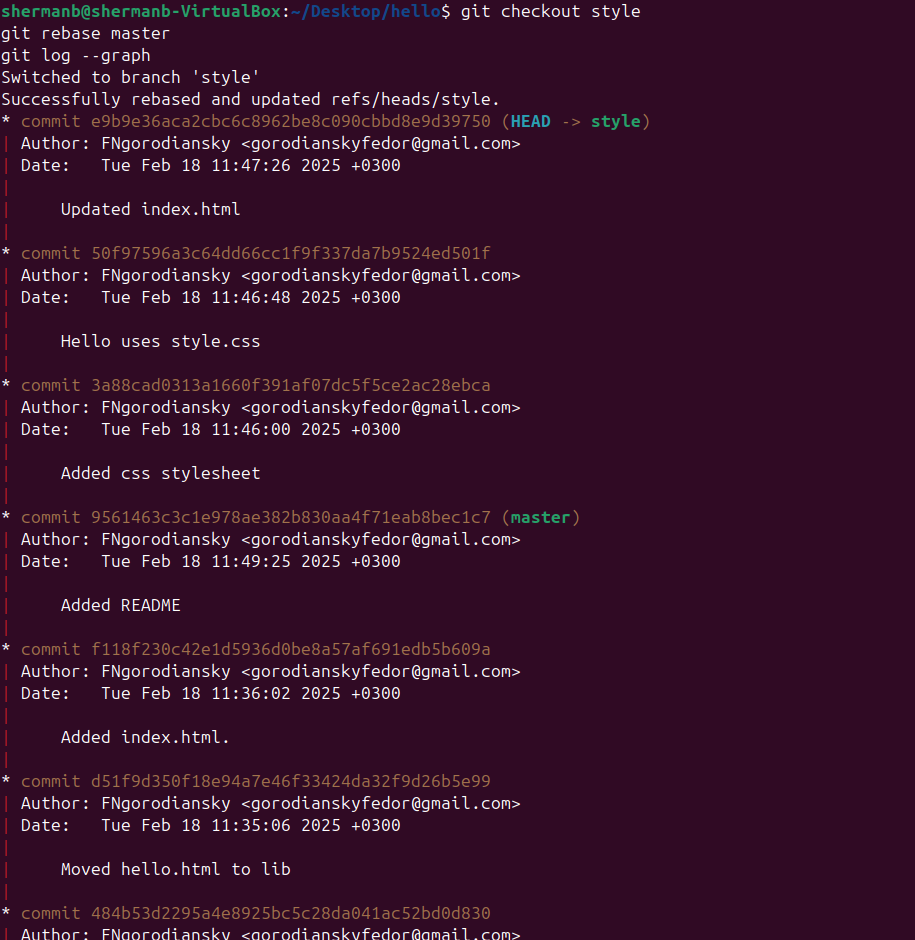 shermanb@shermanb-VirtualBox:~/Desktop/hello$ git checkout style
git rebase master
git log --graph
Switched to branch 'style'
Successfully rebased and updated refs/heads/style.
* commit e9b9e36aca2cbc6c8962be8c090cbbd8e9d39750 (HEAD -> style)
| Author: FNgorodiansky <gorodianskyfedor@gmail.com>
| Date:   Tue Feb 18 11:47:26 2025 +0300
|
|     Updated index.html
|
* commit 50f97596a3c64dd66cc1f9f337da7b9524ed501f
| Author: FNgorodiansky <gorodianskyfedor@gmail.com>
| Date:   Tue Feb 18 11:46:48 2025 +0300
|
|     Hello uses style.css
|
* commit 3a88cad0313a1660f391af07dc5f5ce2ac28ebca
| Author: FNgorodiansky <gorodianskyfedor@gmail.com>
| Date:   Tue Feb 18 11:46:00 2025 +0300
|
|     Added css stylesheet
|
* commit 9561463c3c1e978ae382b830aa4f71eab8bec1c7 (master)
| Author: FNgorodiansky <gorodianskyfedor@gmail.com>
| Date:   Tue Feb 18 11:49:25 2025 +0300
|
|     Added README
|
* commit f118f230c42e1d5936d0be8a57af691edb5b609a
| Author: FNgorodiansky <gorodianskyfedor@gmail.com>
| Date:   Tue Feb 18 11:36:02 2025 +0300
|
|     Added index.html.
|
* commit d51f9d350f18e94a7e46f33424da32f9d26b5e99
| Author: FNgorodiansky <gorodianskyfedor@gmail.com>
| Date:   Tue Feb 18 11:35:06 2025 +0300
|
|     Moved hello.html to lib
|
* commit 484b53d2295a4e8925bc5c28da041ac52bd0d830
| Author: FNgorodiansky <gorodianskyfedor@gmail.com>